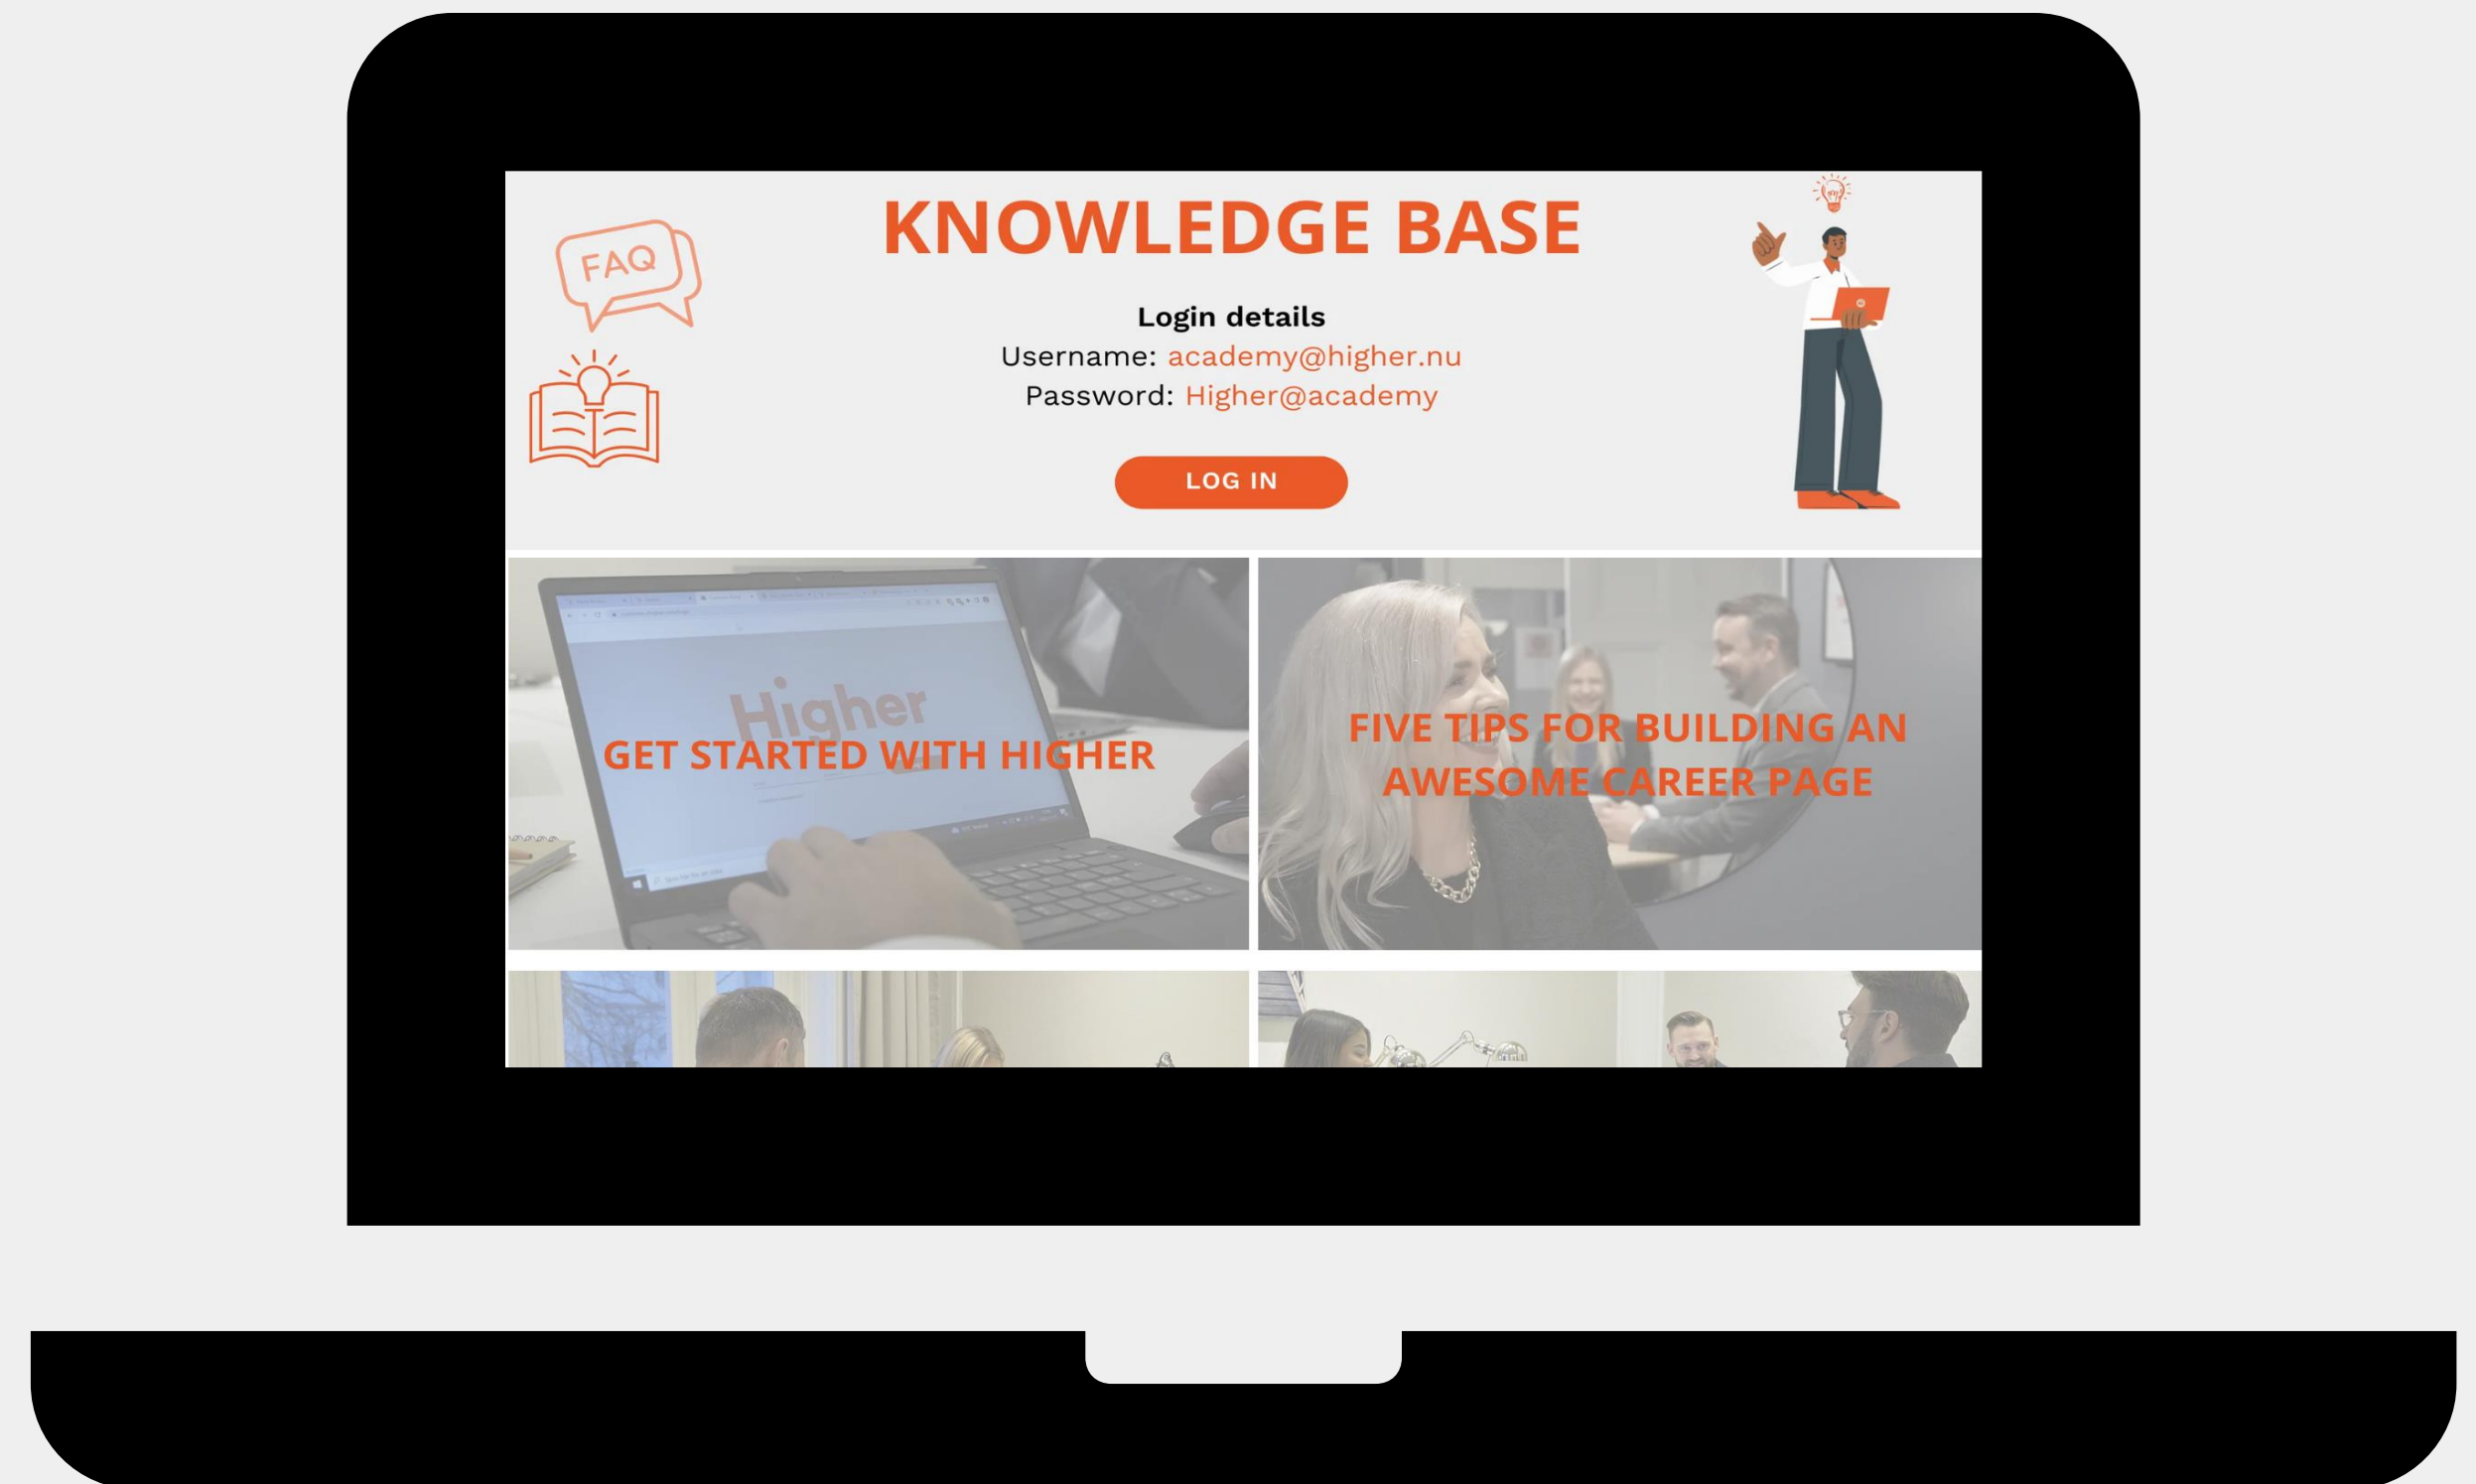 KNOWLEDGE BASE
FAQ
Login details
Username: academy@higher.nu
Password: Higher@academy
LOG IN
Higher
GET STARTED WITH HIGHER
FIVE TIPS FOR BUILDING AN
AWESOME CAREER PAGE